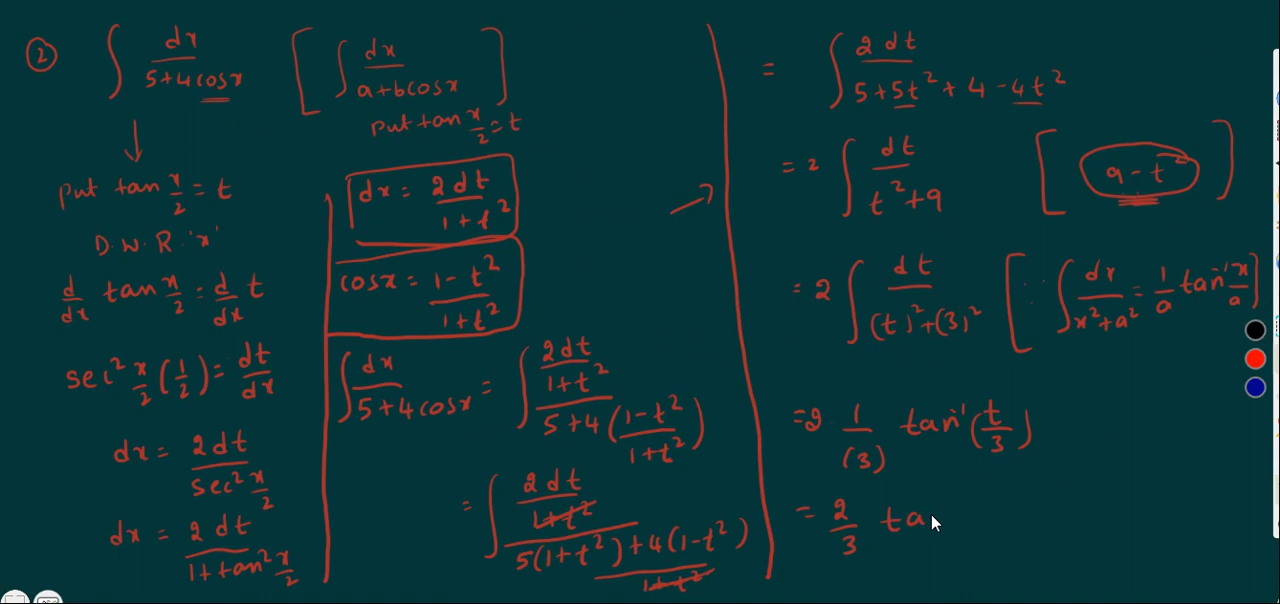 ② ∫ dx/(5+4cosx) [ ∫ dx/(a+bcosx) ]
put tan x/2 = t
↓
put tan x/2 = t
D.W.R. 'x'
d/dx tan x/2 = d/dx t
sec² x/2 (1/2) = dt/dx
dx = 2dt/(sec² x/2)
dx = 2dt/(1+tan² x/2)
dx = 2dt/(1+t²)
cosx = (1-t²)/(1+t²)
∫ dx/(5+4cosx) = ∫ (2dt/(1+t²))/(5+4((1-t²)/(1+t²)))
= ∫ (2dt/(1+t²))/((5(1+t²)+4(1-t²))/(1+t²))
→
= ∫ 2dt/(5+5t²+4-4t²)
= 2 ∫ dt/(t²+9) [ 9-t² ]
= 2 ∫ dt/((t)²+(3)²) [ ∵ ∫ dx/(x²+a²) = 1/a tan⁻¹ x/a ]
= 2 1/(3) tan⁻¹(t/3)
= 2/3 ta